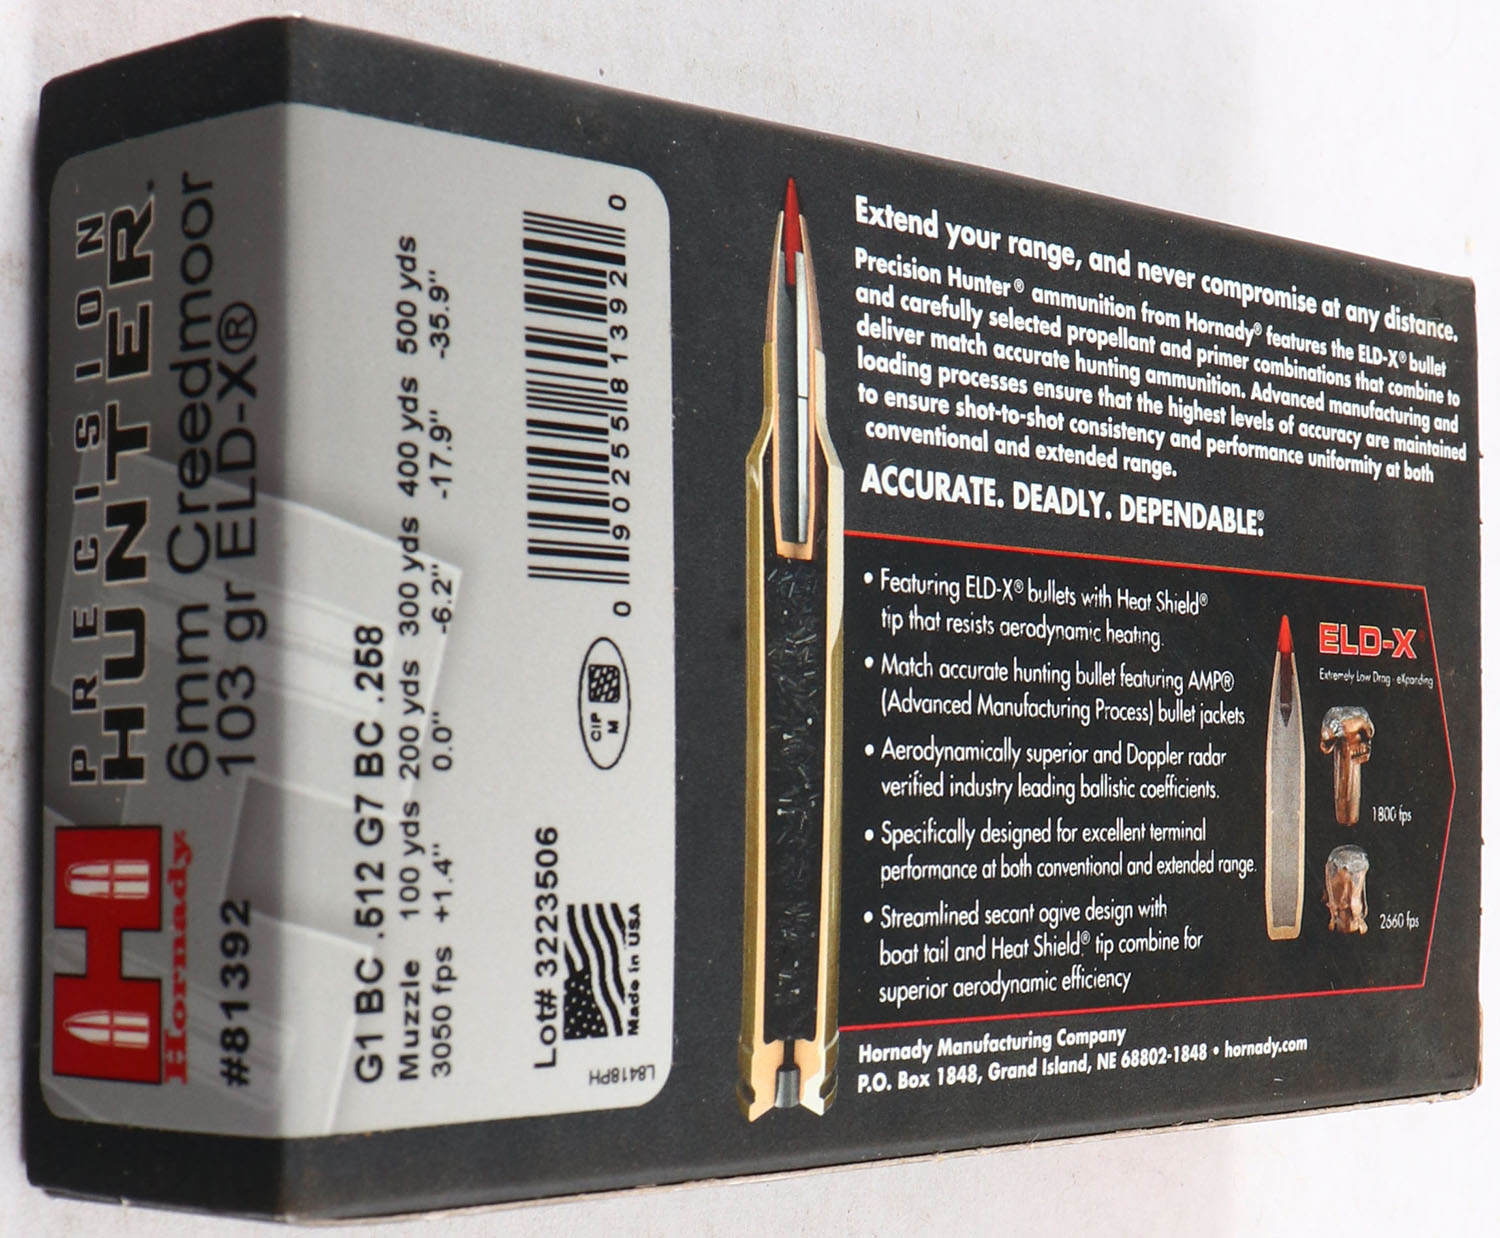 PRECISION
HUNTER
6mm Creedmoor
103 gr ELD-X®
Hornady
#81392
G1 BC .512 G7 BC .258
Muzzle 100 yds 200 yds 300 yds 400 yds 500 yds
3050 fps +1.4" 0.0" -6.2" -17.9" -35.9"
Lot# 3223506
Made in USA
CIP
M
0 90255 81392 0
L8418PH
Extend your range, and never compromise at any distance.
Precision Hunter® ammunition from Hornady® features the ELD-X® bullet
and carefully selected propellant and primer combinations that combine to
deliver match accurate hunting ammunition. Advanced manufacturing and
loading processes ensure that the highest levels of accuracy are maintained
to ensure shot-to-shot consistency and performance uniformity at both
conventional and extended range.
ACCURATE. DEADLY. DEPENDABLE.®
• Featuring ELD-X® bullets with Heat Shield®
tip that resists aerodynamic heating.
• Match accurate hunting bullet featuring AMP®
(Advanced Manufacturing Process) bullet jackets
• Aerodynamically superior and Doppler radar
verified industry leading ballistic coefficients.
• Specifically designed for excellent terminal
performance at both conventional and extended range.
• Streamlined secant ogive design with
boat tail and Heat Shield® tip combine for
superior aerodynamic efficiency
ELD-X®
Extremely Low Drag - eXpanding
1800 fps
2660 fps
Hornady Manufacturing Company
P.O. Box 1848, Grand Island, NE 68802-1848 • hornady.com